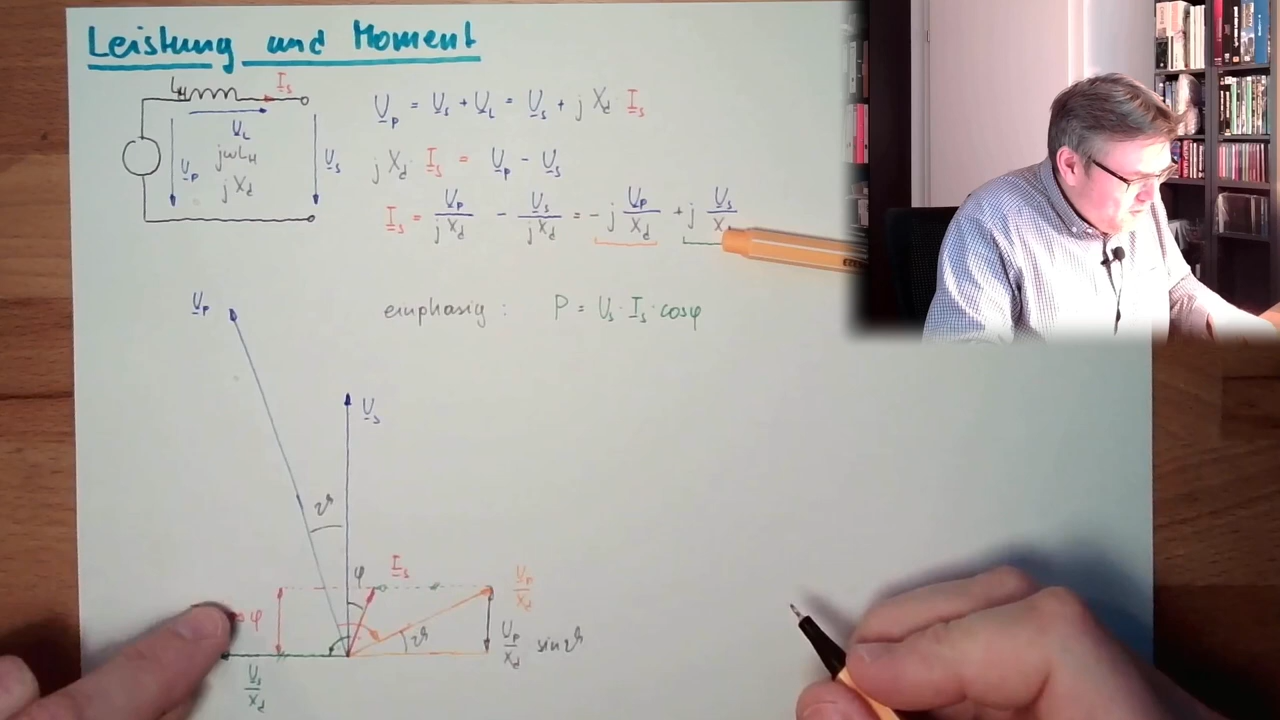 Leistung und Moment
L_H I_s
U_L
U_p jωL_H U_s
jX_d
U_p = U_s + U_L = U_s + j X_d · I_s
j X_d · I_s = U_p - U_s
I_s = U_p/jX_d - U_s/jX_d = -j U_p/X_d + j U_s/X_d
einphasig : P = U_s · I_s · cosφ
U_p
U_s
ϑ
φ I_s U_p/X_d
φ ϑ U_p/X_d sinϑ
U_s/X_d